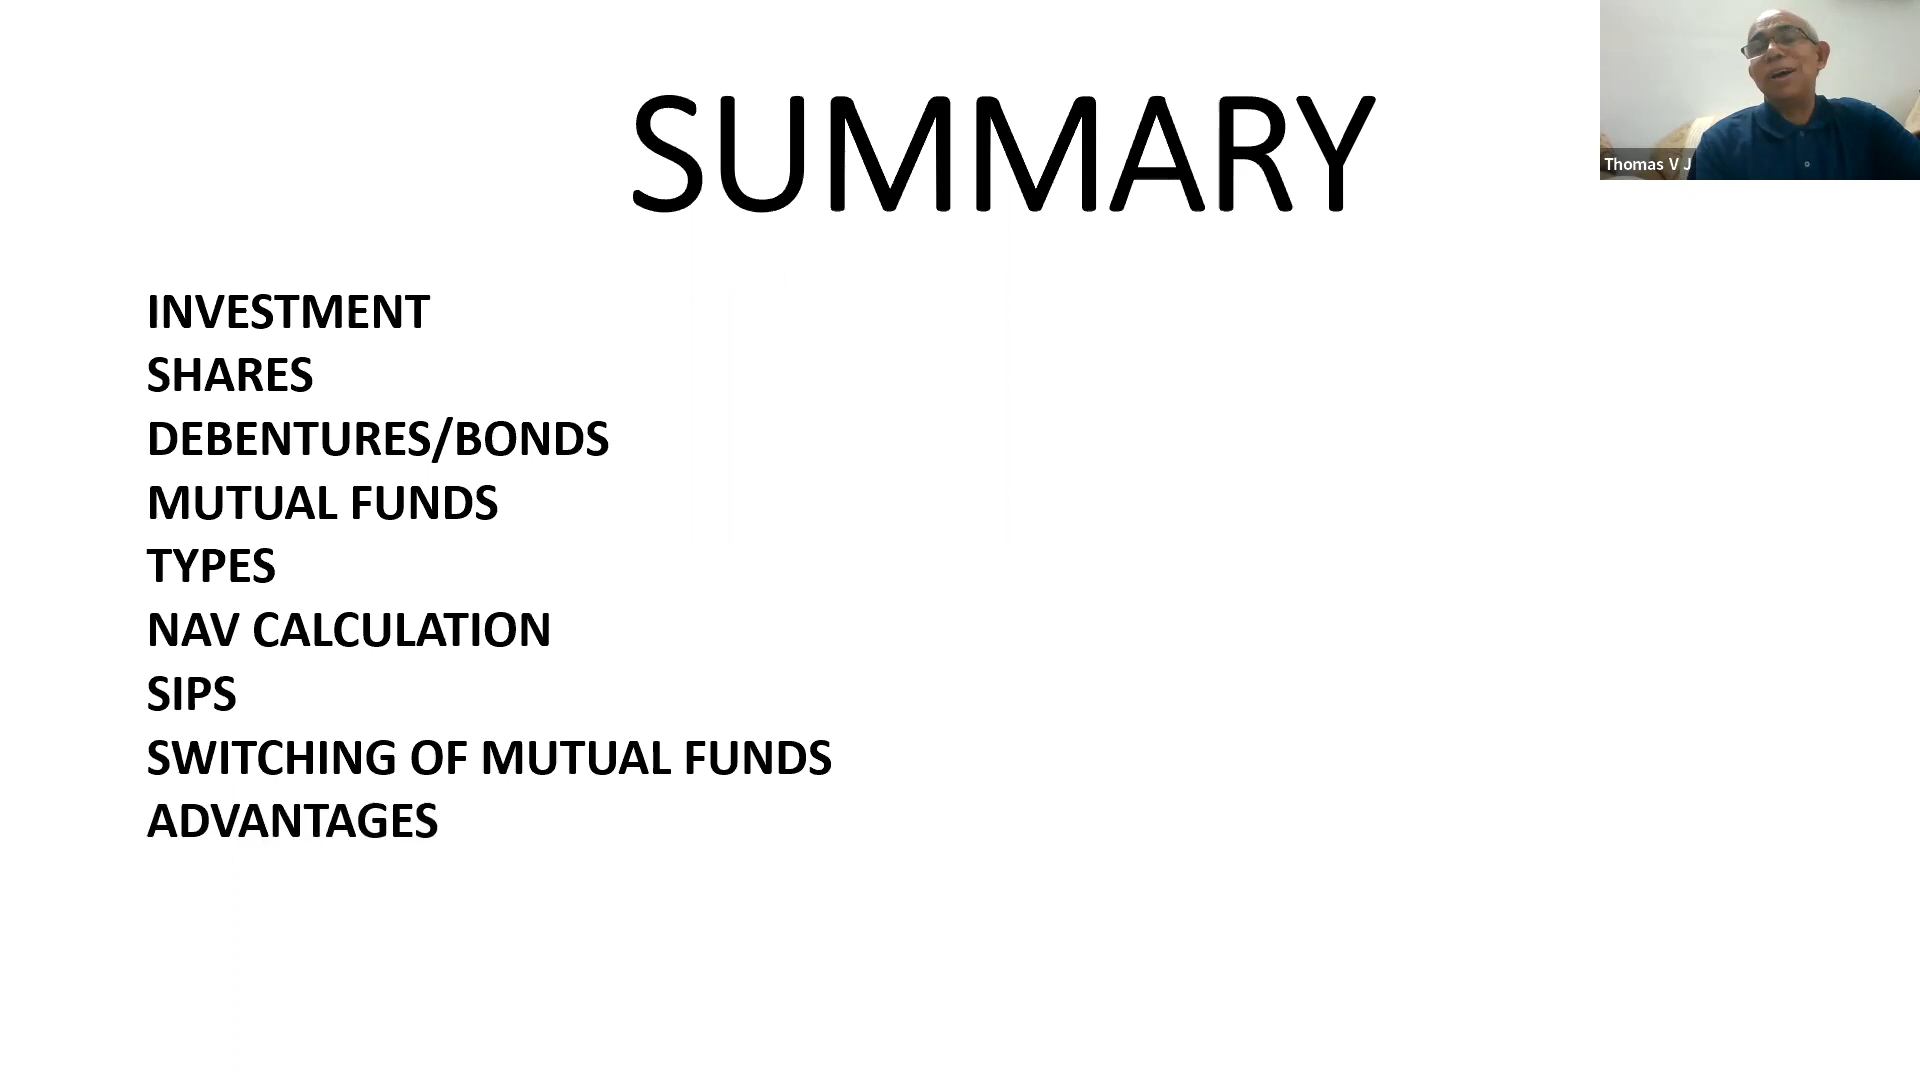 SUMMARY
Thomas V J
INVESTMENT
SHARES
DEBENTURES/BONDS
MUTUAL FUNDS
TYPES
NAV CALCULATION
SIPS
SWITCHING OF MUTUAL FUNDS
ADVANTAGES